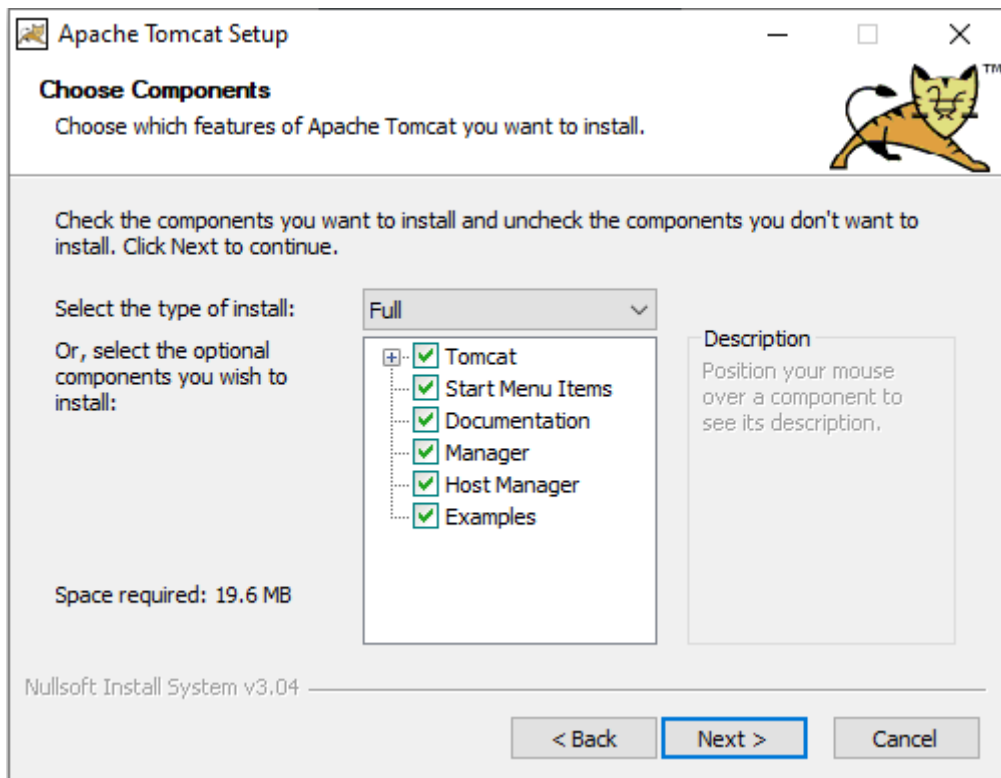 Apache Tomcat Setup
Choose Components
Choose which features of Apache Tomcat you want to install.
TM
Check the components you want to install and uncheck the components you don't want to
install. Click Next to continue.
Select the type of install:
Full
Or, select the optional
components you wish to
install:
Tomcat
Start Menu Items
Documentation
Manager
Host Manager
Examples
Description
Position your mouse
over a component to
see its description.
Space required: 19.6 MB
Nullsoft Install System v3.04
< Back
Next >
Cancel